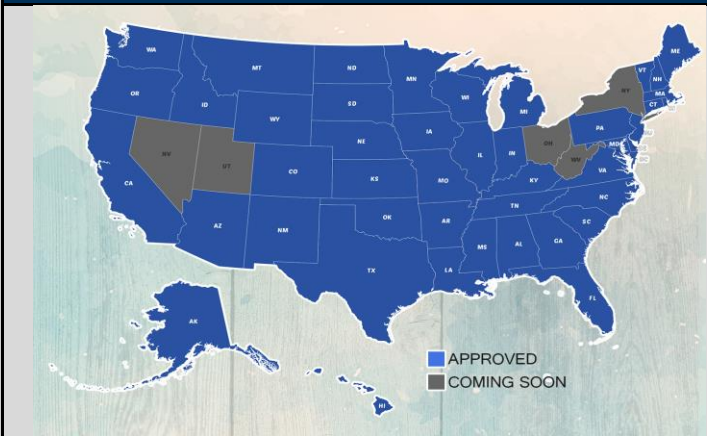 WA
MT
ND
MN
ME
VT
NH
OR
ID
SD
WI
MI
NY
MA
CT
WY
IA
NE
PA
NV
UT
CO
IL
IN
OH
MD
WV
VA
CA
KS
MO
KY
NC
TN
AZ
NM
OK
AR
SC
MS
AL
GA
TX
LA
FL
AK
HI
APPROVED
COMING SOON